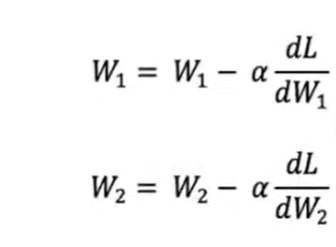 W₁ = W₁ − α dL/dW₁
W₂ = W₂ − α dL/dW₂